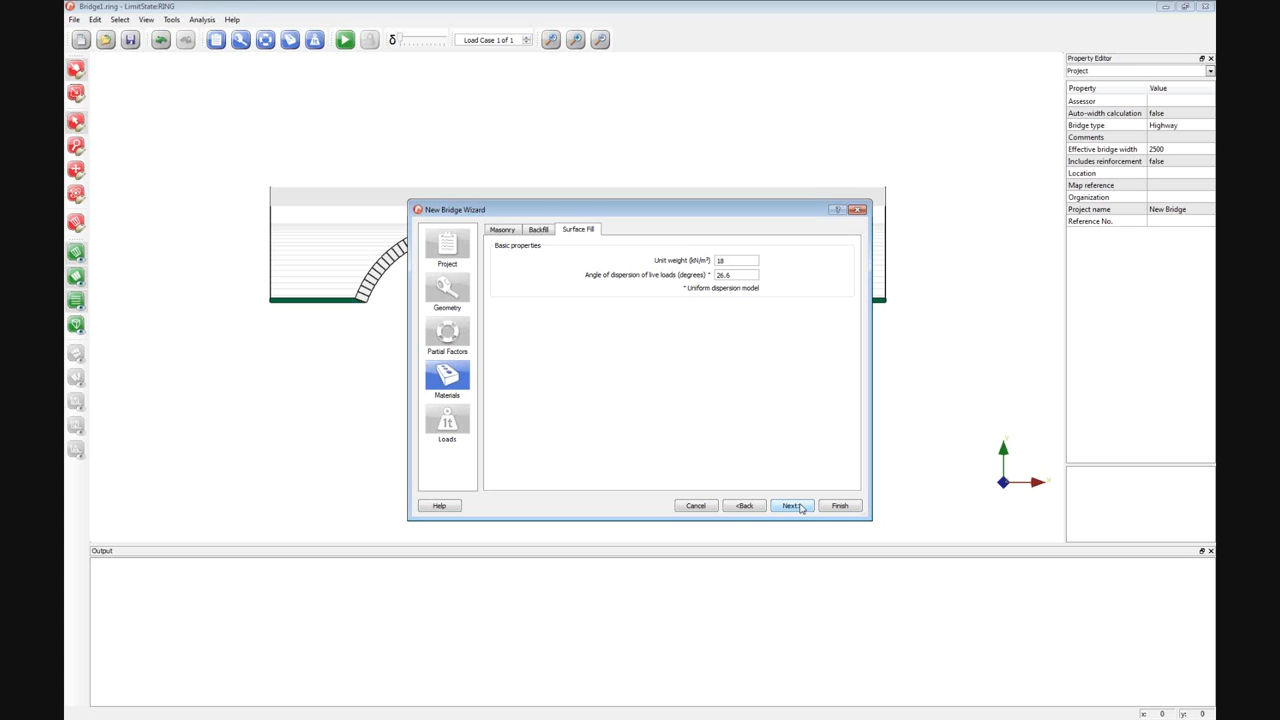 Bridge1.ring - LimitState:RING
File Edit Select View Tools Analysis Help
δ Load Case 1 of 1
Property Editor
Project
Property Value
Assessor
Auto-width calculation false
Bridge type Highway
Comments
Effective bridge width 2500
Includes reinforcement false
Location
Map reference
Organization
Project name New Bridge
Reference No.
New Bridge Wizard
Project
Geometry
Partial Factors
Materials
Loads
Masonry Backfill Surface Fill
Basic properties
Unit weight (kN/m³) 18
Angle of dispersion of live loads (degrees) * 26.6
* Uniform dispersion model
Help Cancel <Back Next> Finish
Output
x: 0 y: 0